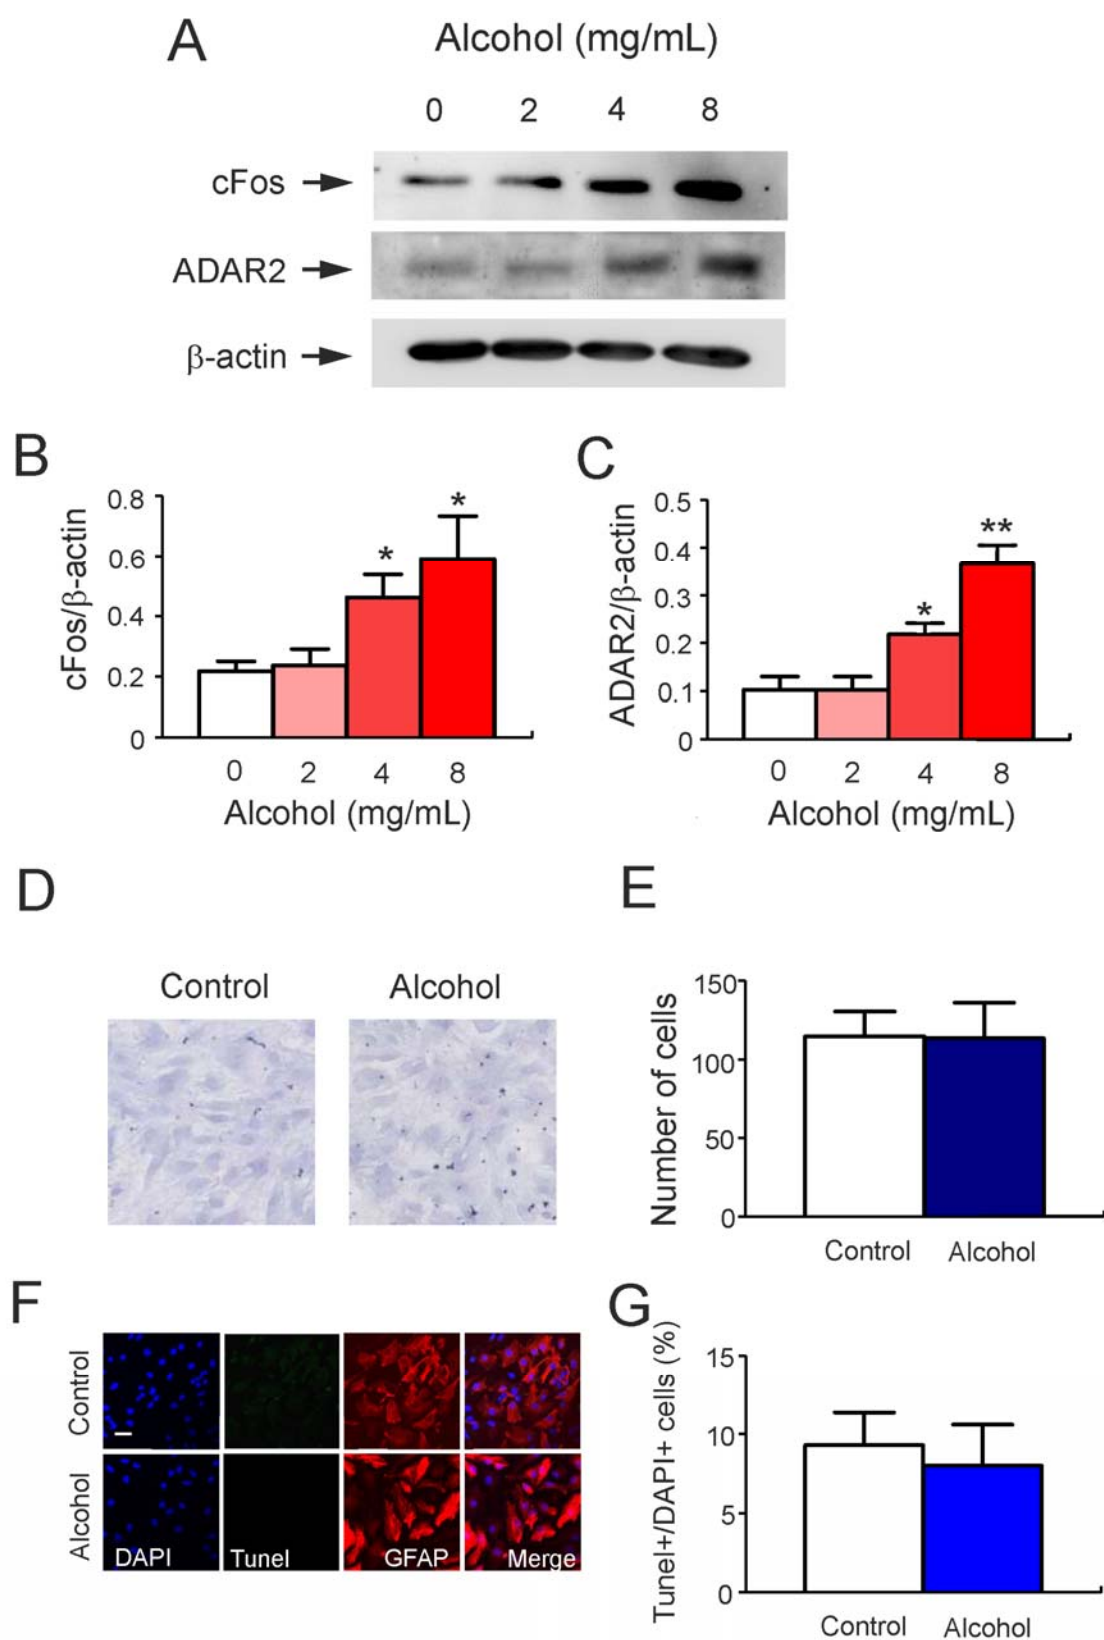 A
Alcohol (mg/mL)
0 2 4 8
cFos
ADAR2
β-actin
B
cFos/β-actin
0.8
0.6
0.4
0.2
0
* *
0 2 4 8
Alcohol (mg/mL)
C
ADAR2/β-actin
0.5
0.4
0.3
0.2
0.1
0
* **
0 2 4 8
Alcohol (mg/mL)
D
Control Alcohol
E
Number of cells
150
100
50
0
Control Alcohol
F
Control
Alcohol
DAPI Tunel GFAP Merge
G
Tunel+/DAPI+ cells (%)
15
10
5
0
Control Alcohol